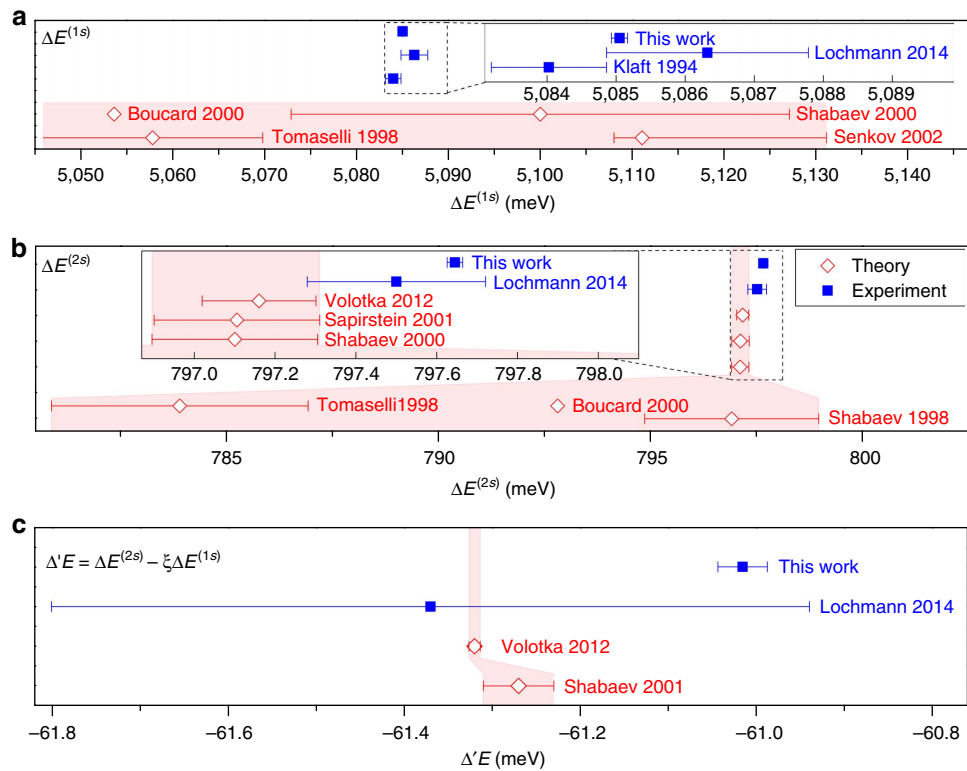 a
ΔE⁽¹ˢ⁾
This work
Lochmann 2014
Klaft 1994
5,084 5,085 5,086 5,087 5,088 5,089
Boucard 2000
Shabaev 2000
Tomaselli 1998
Senkov 2002
5,050 5,060 5,070 5,080 5,090 5,100 5,110 5,120 5,130 5,140
ΔE⁽¹ˢ⁾ (meV)
b
ΔE⁽²ˢ⁾
This work
Lochmann 2014
Volotka 2012
Sapirstein 2001
Shabaev 2000
797.0 797.2 797.4 797.6 797.8 798.0
Theory
Experiment
Tomaselli1998
Boucard 2000
Shabaev 1998
785 790 795 800
ΔE⁽²ˢ⁾ (meV)
c
Δ'E = ΔE⁽²ˢ⁾ – ξΔE⁽¹ˢ⁾
This work
Lochmann 2014
Volotka 2012
Shabaev 2001
–61.8 –61.6 –61.4 –61.2 –61.0 –60.8
Δ′E (meV)